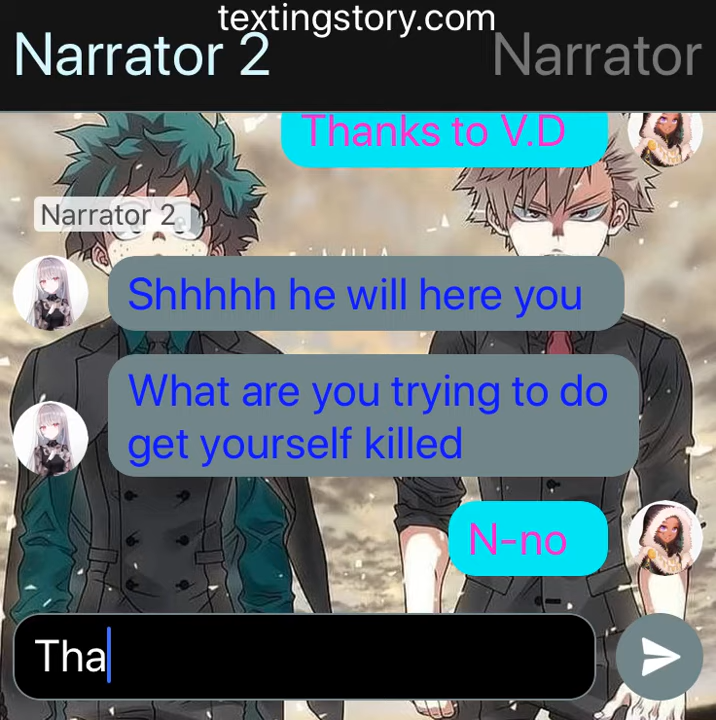 textingstory.com
Narrator 2
Narrator
Thanks to V.D
Narrator 2
Shhhhh he will here you
What are you trying to do
get yourself killed
N-no
Tha